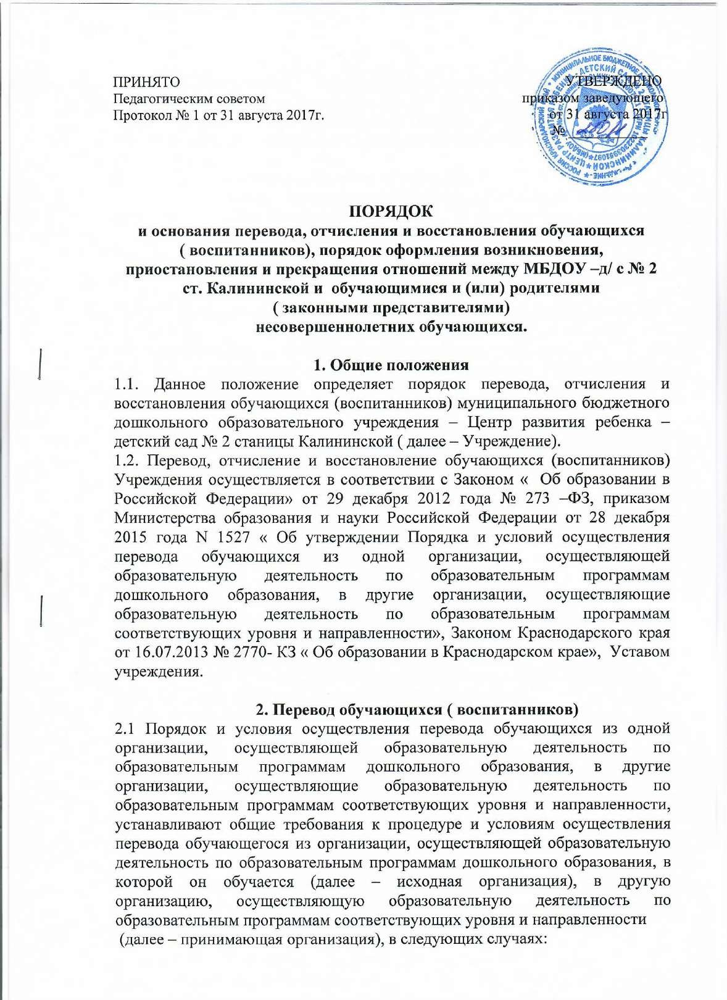 ПРИНЯТО
Педагогическим советом
Протокол № 1 от 31 августа 2017г.
УТВЕРЖДЕНО
приказом заведующего
от 31 августа 2017г
№
ПОРЯДОК
и основания перевода, отчисления и восстановления обучающихся
( воспитанников), порядок оформления возникновения,
приостановления и прекращения отношений между МБДОУ –д/ с № 2
ст. Калининской и  обучающимися и (или) родителями
( законными представителями)
несовершеннолетних обучающихся.
1. Общие положения
1.1. Данное положение определяет порядок перевода, отчисления и
восстановления обучающихся (воспитанников) муниципального бюджетного
дошкольного образовательного учреждения – Центр развития ребенка –
детский сад № 2 станицы Калининской ( далее – Учреждение).
1.2. Перевод, отчисление и восстановление обучающихся (воспитанников)
Учреждения осуществляется в соответствии с Законом «  Об образовании в
Российской Федерации» от 29 декабря 2012 года № 273 –ФЗ, приказом
Министерства образования и науки Российской Федерации от 28 декабря
2015 года N 1527 « Об утверждении Порядка и условий осуществления
перевода обучающихся из одной организации, осуществляющей
образовательную деятельность по образовательным программам
дошкольного образования, в другие организации, осуществляющие
образовательную деятельность по образовательным программам
соответствующих уровня и направленности», Законом Краснодарского края
от 16.07.2013 № 2770- КЗ « Об образовании в Краснодарском крае»,  Уставом
учреждения.
2. Перевод обучающихся ( воспитанников)
2.1 Порядок и условия осуществления перевода обучающихся из одной
организации, осуществляющей образовательную деятельность по
образовательным программам дошкольного образования, в другие
организации, осуществляющие образовательную деятельность по
образовательным программам соответствующих уровня и направленности,
устанавливают общие требования к процедуре и условиям осуществления
перевода обучающегося из организации, осуществляющей образовательную
деятельность по образовательным программам дошкольного образования, в
которой он обучается (далее – исходная организация), в другую
организацию, осуществляющую образовательную деятельность по
образовательным программам соответствующих уровня и направленности
(далее – принимающая организация), в следующих случаях: